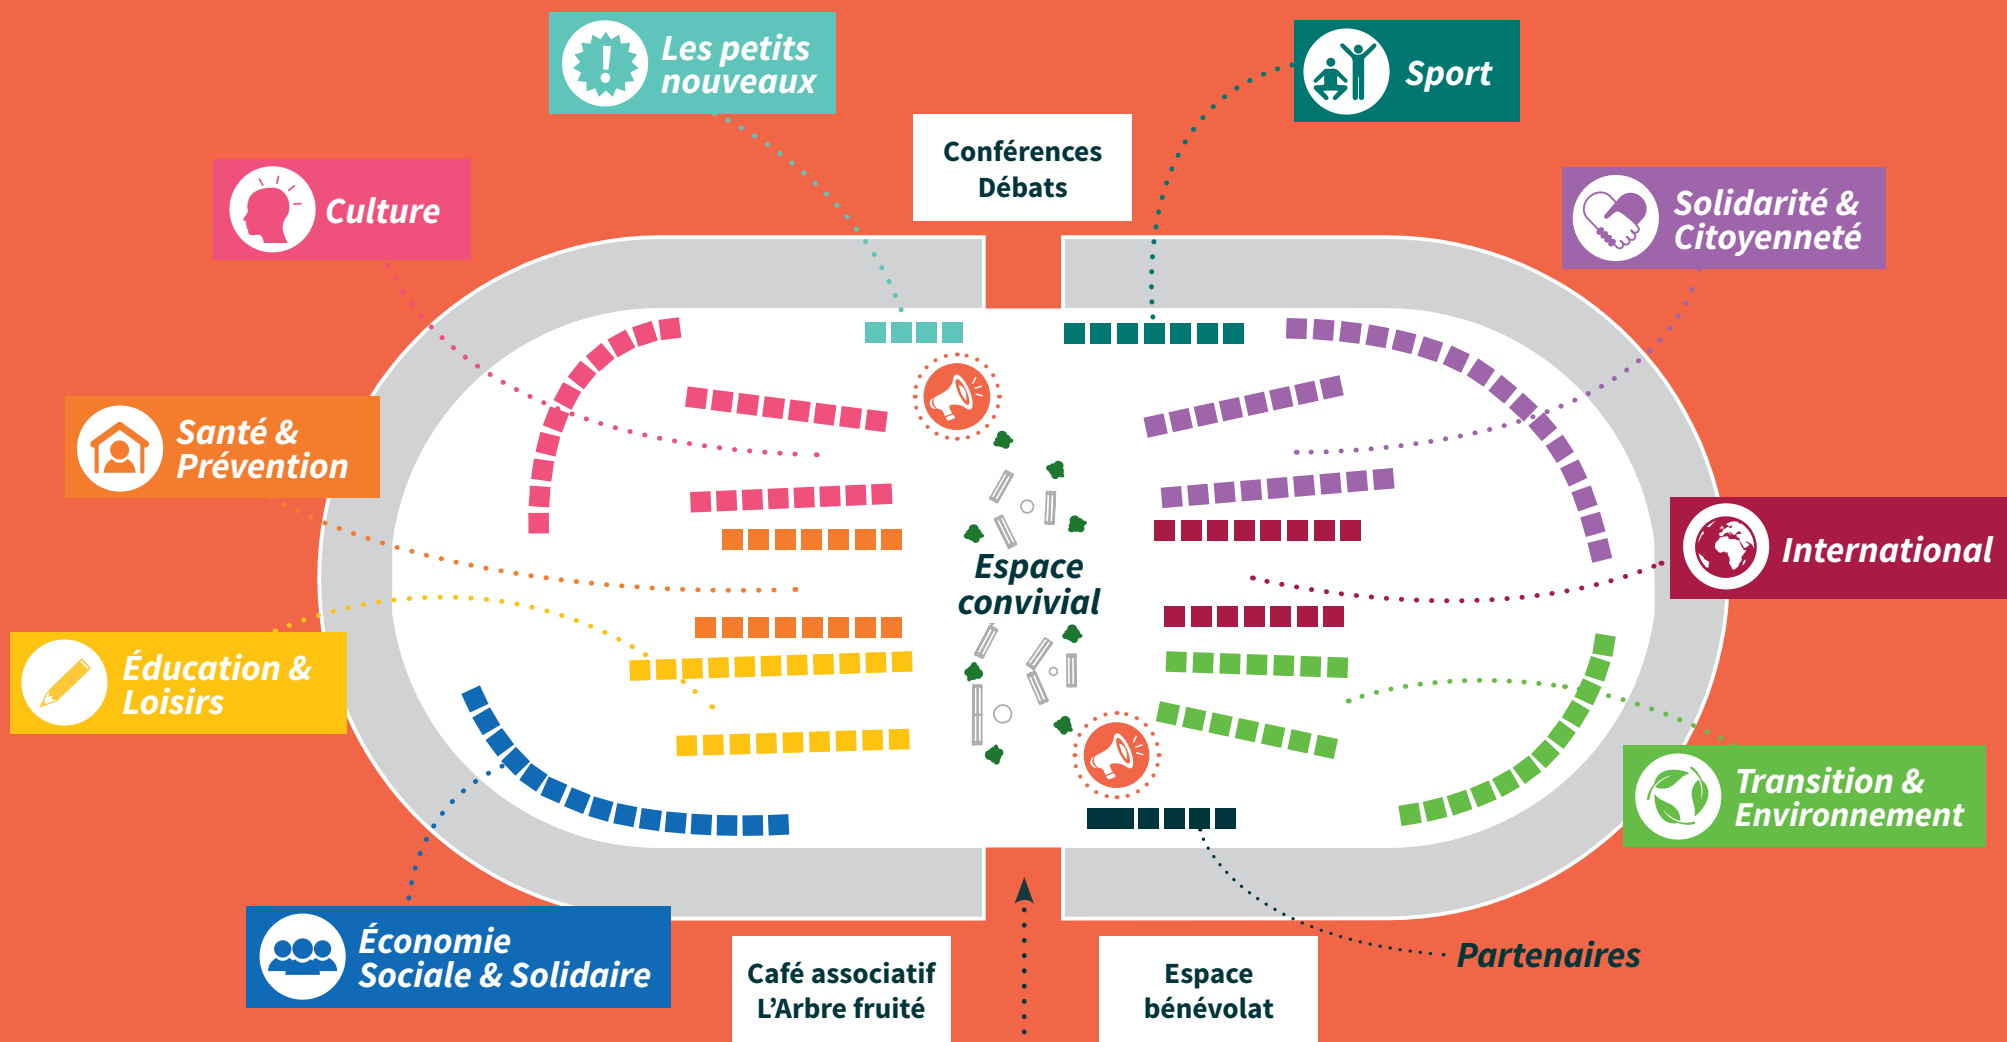 Les petits
nouveaux
Sport
Conférences
Débats
Culture
Solidarité &
Citoyenneté
Santé &
Prévention
International
Espace
convivial
Éducation &
Loisirs
Transition &
Environnement
Économie
Sociale & Solidaire
Partenaires
Café associatif
L'Arbre fruité
Espace
bénévolat